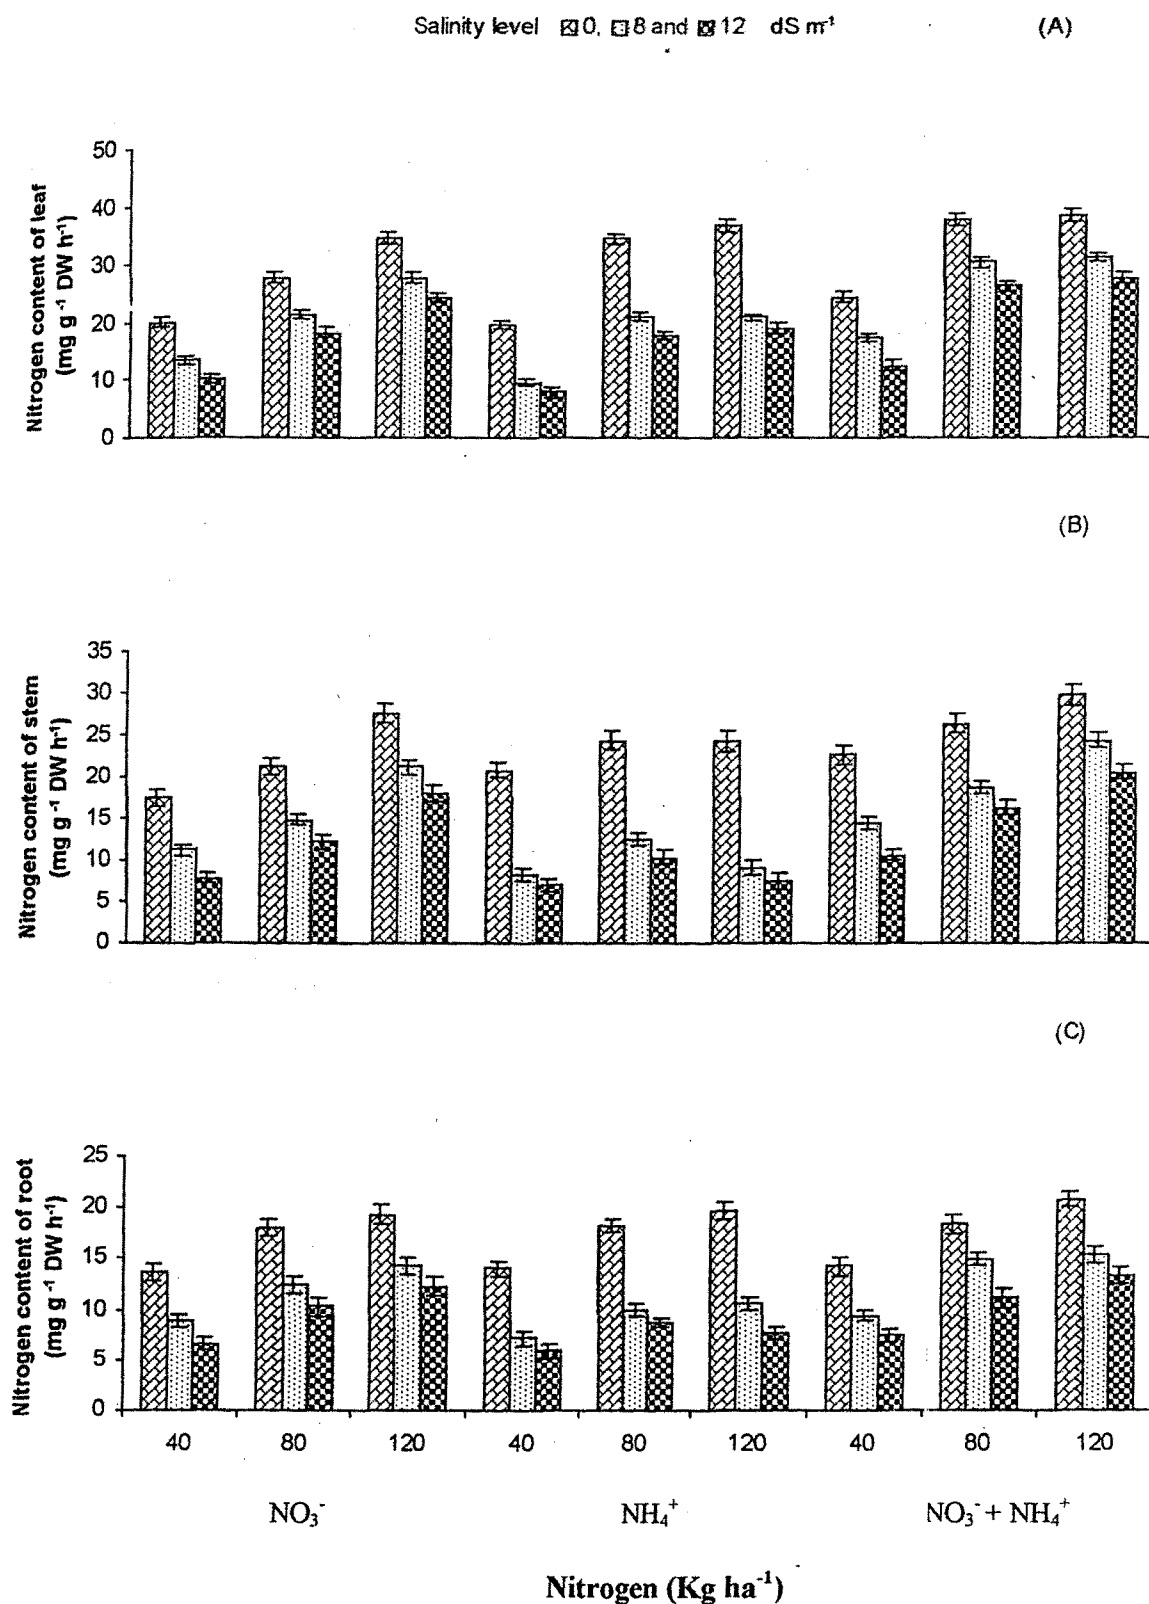 Salinity level 0, 8 and 12 dS m⁻¹ (A)
Nitrogen content of leaf
(mg g ⁻¹ DW h⁻¹)
50
40
30
20
10
0
(B)
Nitrogen content of stem
(mg g ⁻¹ DW h⁻¹)
35
30
25
20
15
10
5
0
(C)
Nitrogen content of root
(mg g ⁻¹ DW h⁻¹)
25
20
15
10
5
0
40 80 120 40 80 120 40 80 120
NO₃⁻ NH₄⁺ NO₃⁻ + NH₄⁺
Nitrogen (Kg ha⁻¹)